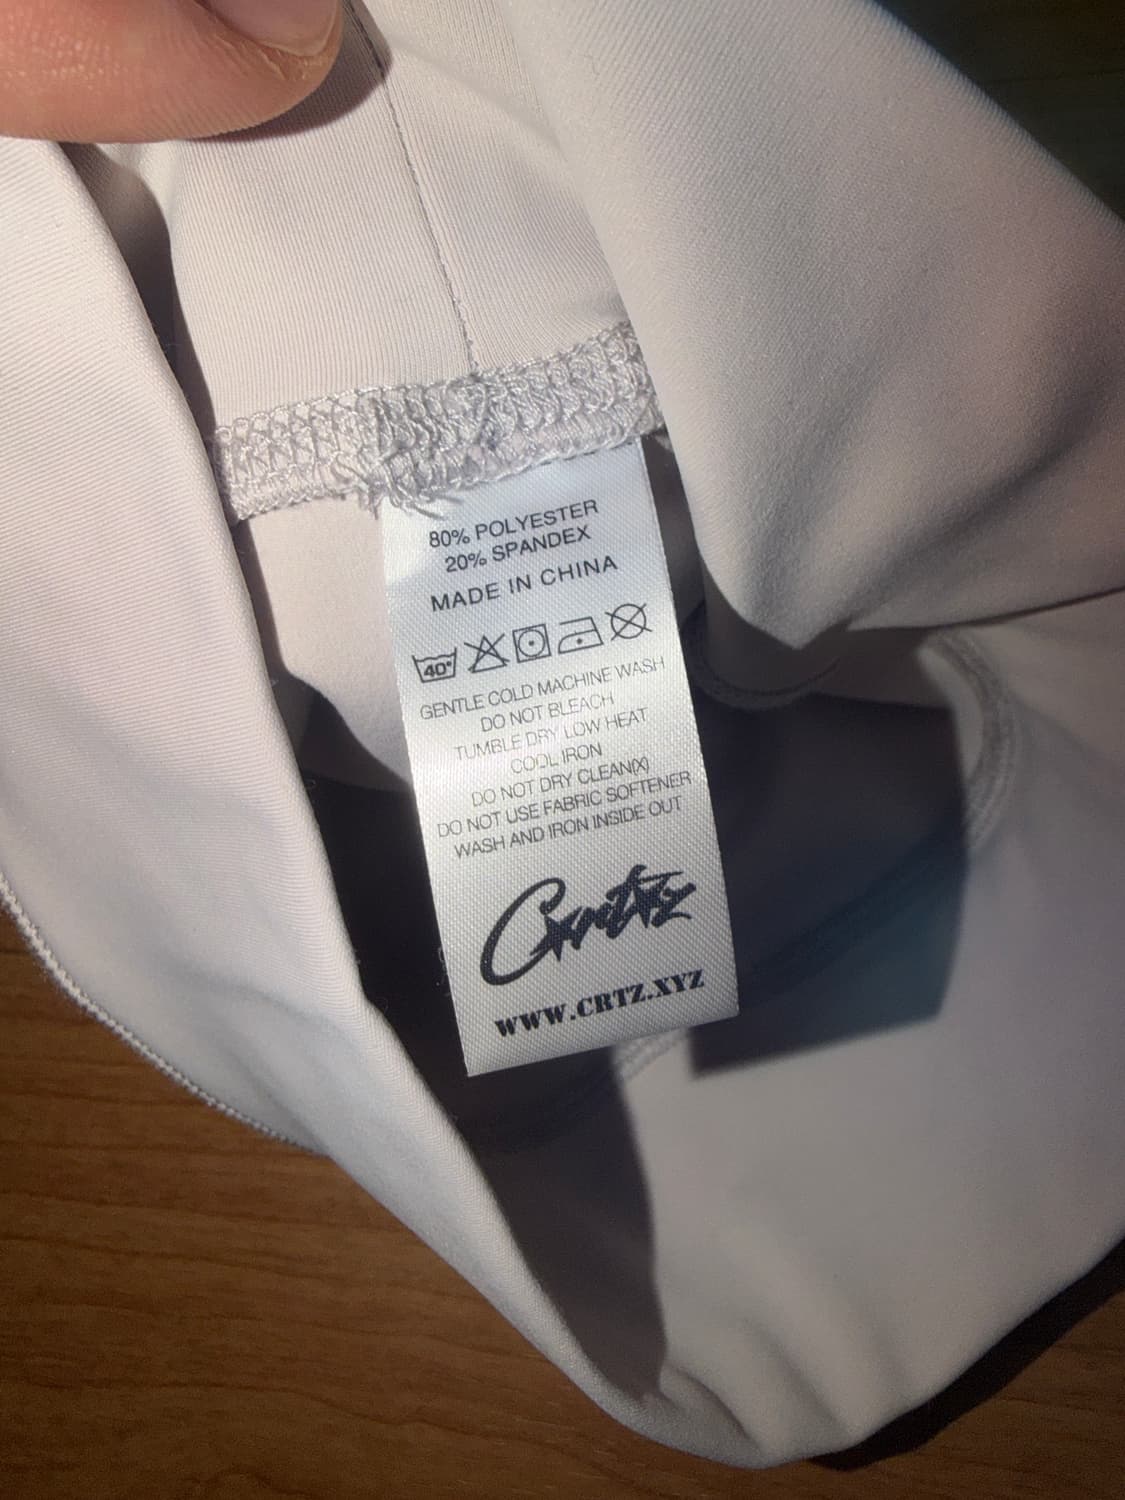 80% POLYESTER
20% SPANDEX
MADE IN CHINA
40°
GENTLE COLD MACHINE WASH
DO NOT BLEACH
TUMBLE DRY LOW HEAT
COOL IRON
DO NOT DRY CLEAN(X)
DO NOT USE FABRIC SOFTENER
WASH AND IRON INSIDE OUT
Crtz
WWW.CRTZ.XYZ